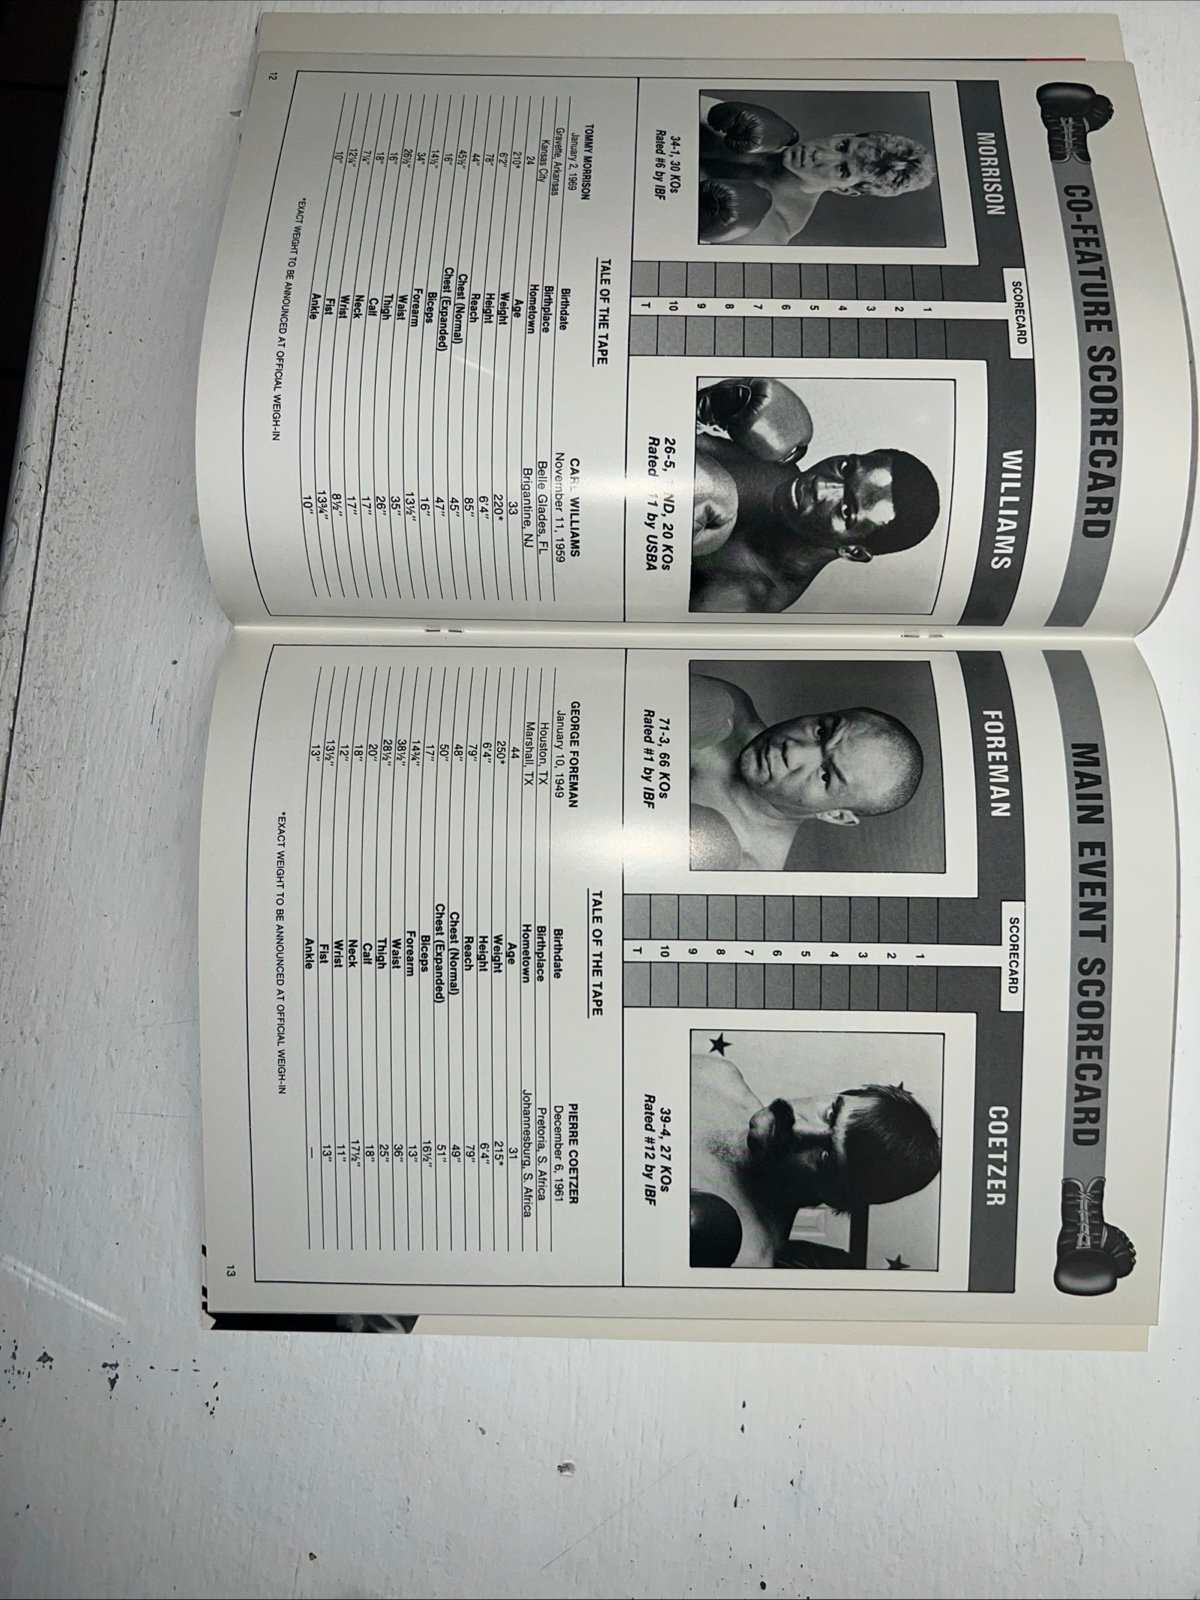 CO-FEATURE SCORECARD
MORRISON SCORECARD WILLIAMS
1
2
3
4
5
6
7
8
9
10
T
34-1, 30 KOs
Rated #6 by IBF
26-5, ND, 20 KOs
Rated 11 by USBA
TALE OF THE TAPE
TOMMY MORRISON CARL WILLIAMS
January 2, 1969 Birthdate November 11, 1959
Gravette, Arkansas Birthplace Belle Glades, FL
Kansas City Hometown Brigantine, NJ
24 Age 33
210* Weight 220*
6'2" Height 6'4"
78" Reach 85"
44" Chest (Normal) 45"
45½" Chest (Expanded) 47"
16" Biceps 16"
14½" Forearm 13½"
34" Waist 35"
26½" Thigh 26"
16" Calf 17"
18" Neck 17"
7¼" Wrist 8½"
12¼" Fist 13¾"
10" Ankle 10"
*EXACT WEIGHT TO BE ANNOUNCED AT OFFICIAL WEIGH-IN
12
MAIN EVENT SCORECARD
FOREMAN SCORECARD COETZER
1
2
3
4
5
6
7
8
9
10
T
71-3, 66 KOs
Rated #1 by IBF
39-4, 27 KOs
Rated #12 by IBF
TALE OF THE TAPE
GEORGE FOREMAN PIERRE COETZER
January 10, 1949 Birthdate December 6, 1961
Houston, TX Birthplace Pretoria, S. Africa
Marshall, TX Hometown Johannesburg, S. Africa
44 Age 31
250* Weight 215*
6'4" Height 6'4"
79" Reach 79"
48" Chest (Normal) 49"
50" Chest (Expanded) 51"
17" Biceps 16½"
14¾" Forearm 13"
38½" Waist 36"
28½" Thigh 25"
20" Calf 18"
18" Neck 17½"
12" Wrist 11"
13½" Fist 13"
13" Ankle —
*EXACT WEIGHT TO BE ANNOUNCED AT OFFICIAL WEIGH-IN
13